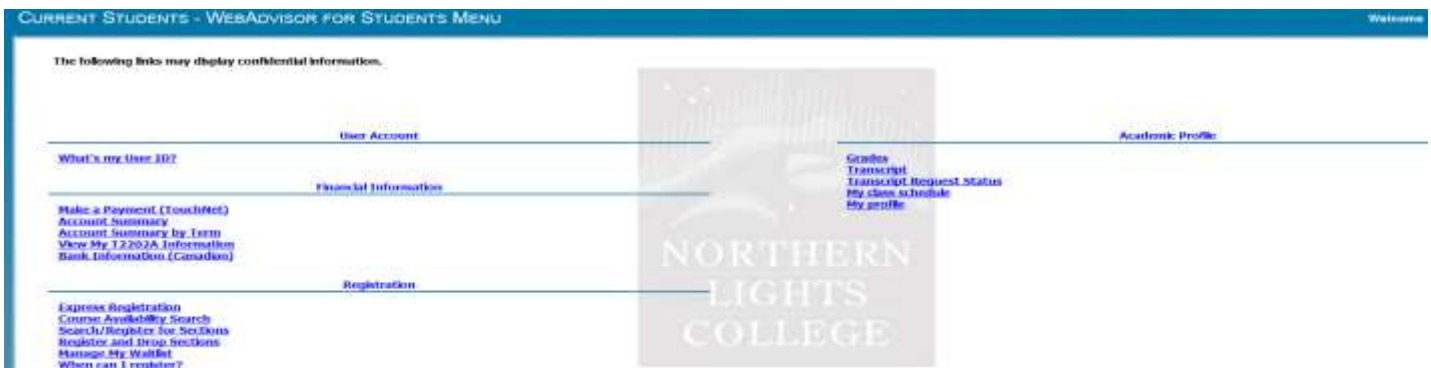 CURRENT STUDENTS - WEBADVISOR FOR STUDENTS MENU
Welcome
The following links may display confidential information.
User Account
What's my User ID?
Financial Information
Make a Payment (TouchNet)
Account Summary
Account Summary by Term
View My T2202A Information
Bank Information (Canadian)
Registration
Express Registration
Course Availability Search
Search/Register for Sections
Register and Drop Sections
Manage My Waitlist
When can I register?
Academic Profile
Grades
Transcript
Transcript Request Status
My class schedule
My profile
NORTHERN
LIGHTS
COLLEGE